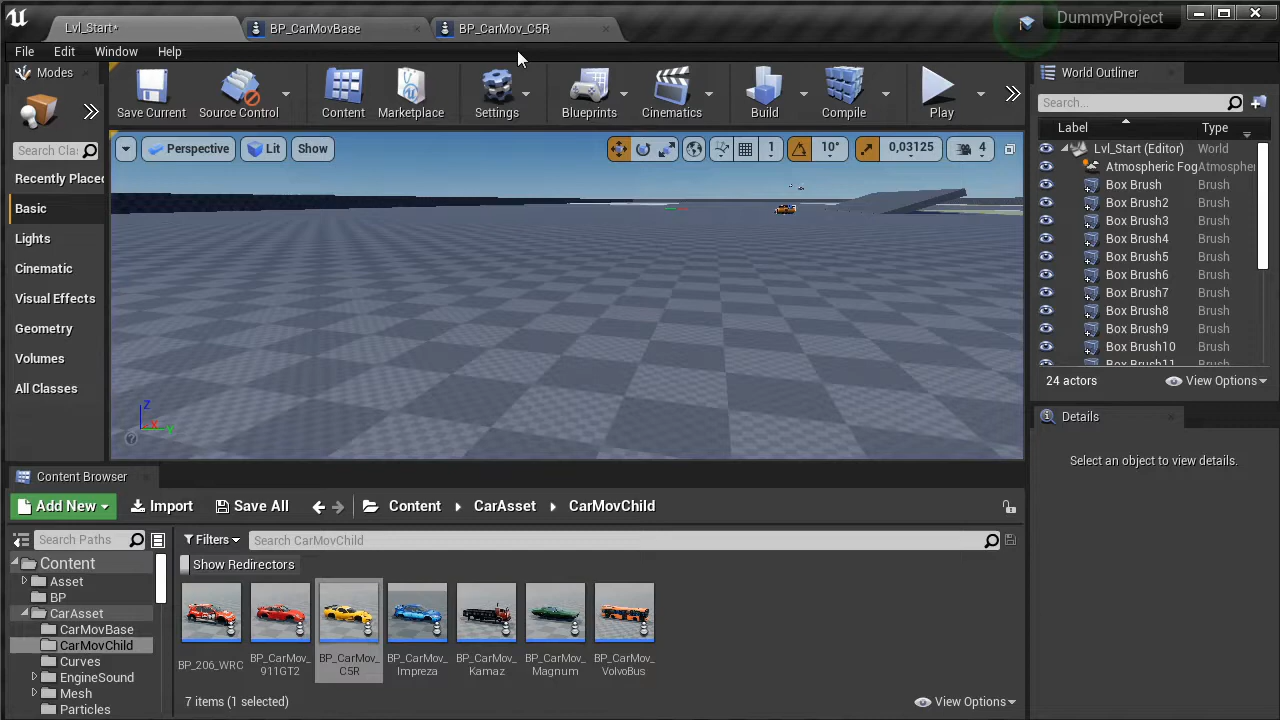 Lvl_Start*
BP_CarMovBase
BP_CarMov_C5R
DummyProject
File Edit Window Help
Modes
Search Cla
Recently Placed
Basic
Lights
Cinematic
Visual Effects
Geometry
Volumes
All Classes
Save Current
Source Control
Content
Marketplace
Settings
Blueprints
Cinematics
Build
Compile
Play
Perspective
Lit
Show
1
10°
0,03125
4
Z
X
Y
World Outliner
Search...
Label Type
Lvl_Start (Editor) World
Atmospheric Fog Atmosphe
Box Brush Brush
Box Brush2 Brush
Box Brush3 Brush
Box Brush4 Brush
Box Brush5 Brush
Box Brush6 Brush
Box Brush7 Brush
Box Brush8 Brush
Box Brush9 Brush
Box Brush10 Brush
Box Brush11 Brush
24 actors
View Options
Details
Select an object to view details.
Content Browser
Add New
Import
Save All
Content
CarAsset
CarMovChild
Search Paths
Filters
Search CarMovChild
Show Redirectors
Content
Asset
BP
CarAsset
CarMovBase
CarMovChild
Curves
EngineSound
Mesh
Particles
BP_206_WRC
BP_CarMov_
911GT2
BP_CarMov_
C5R
BP_CarMov_
Impreza
BP_CarMov_
Kamaz
BP_CarMov_
Magnum
BP_CarMov_
VolvoBus
7 items (1 selected)
View Options